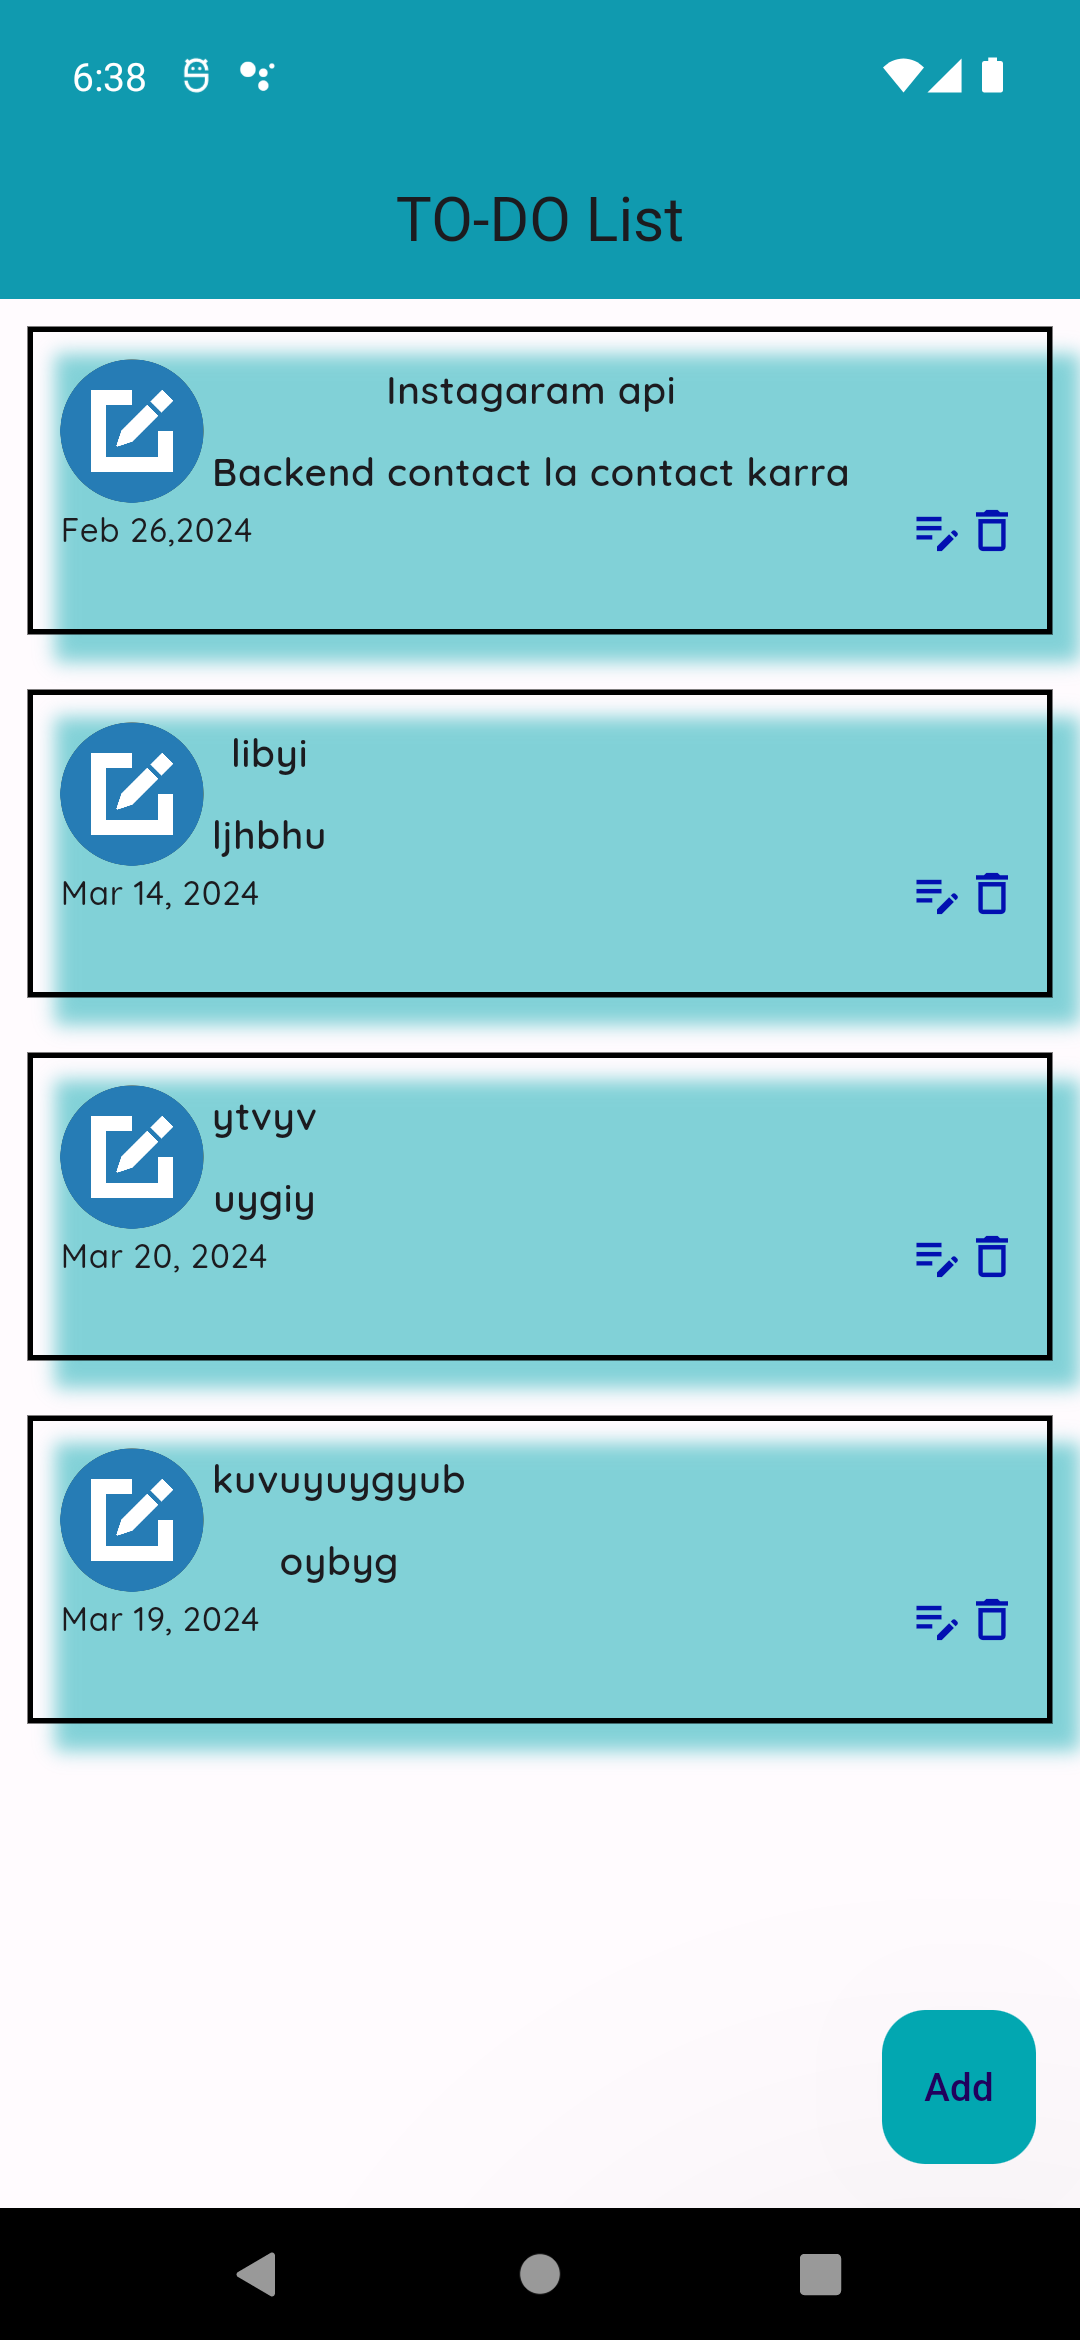 6:38
TO-DO List
Instagaram api
Backend contact la contact karra
Feb 26,2024
libyi
ljhbhu
Mar 14, 2024
ytvyv
uygiy
Mar 20, 2024
kuvuyuygyub
oybyg
Mar 19, 2024
Add